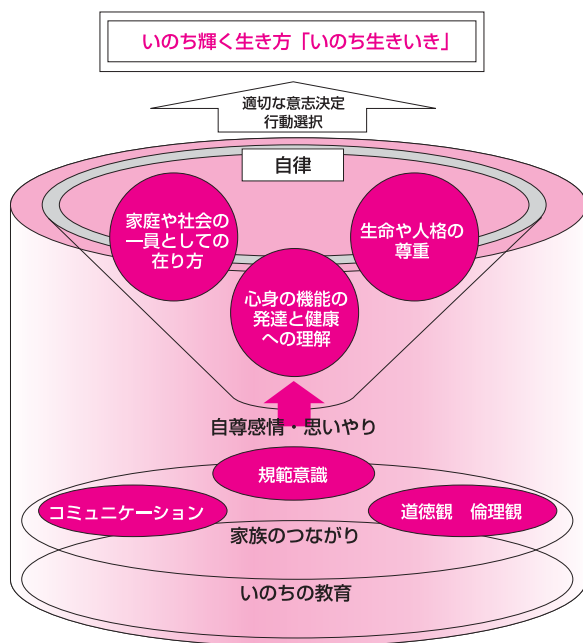 いのち輝く生き方「いのち生きいき」
適切な意志決定
行動選択
自律
家庭や社会の
一員としての
在り方
生命や人格の
尊重
心身の機能の
発達と健康
への理解
自尊感情・思いやり
規範意識
コミュニケーション
道徳観　倫理観
家族のつながり
いのちの教育